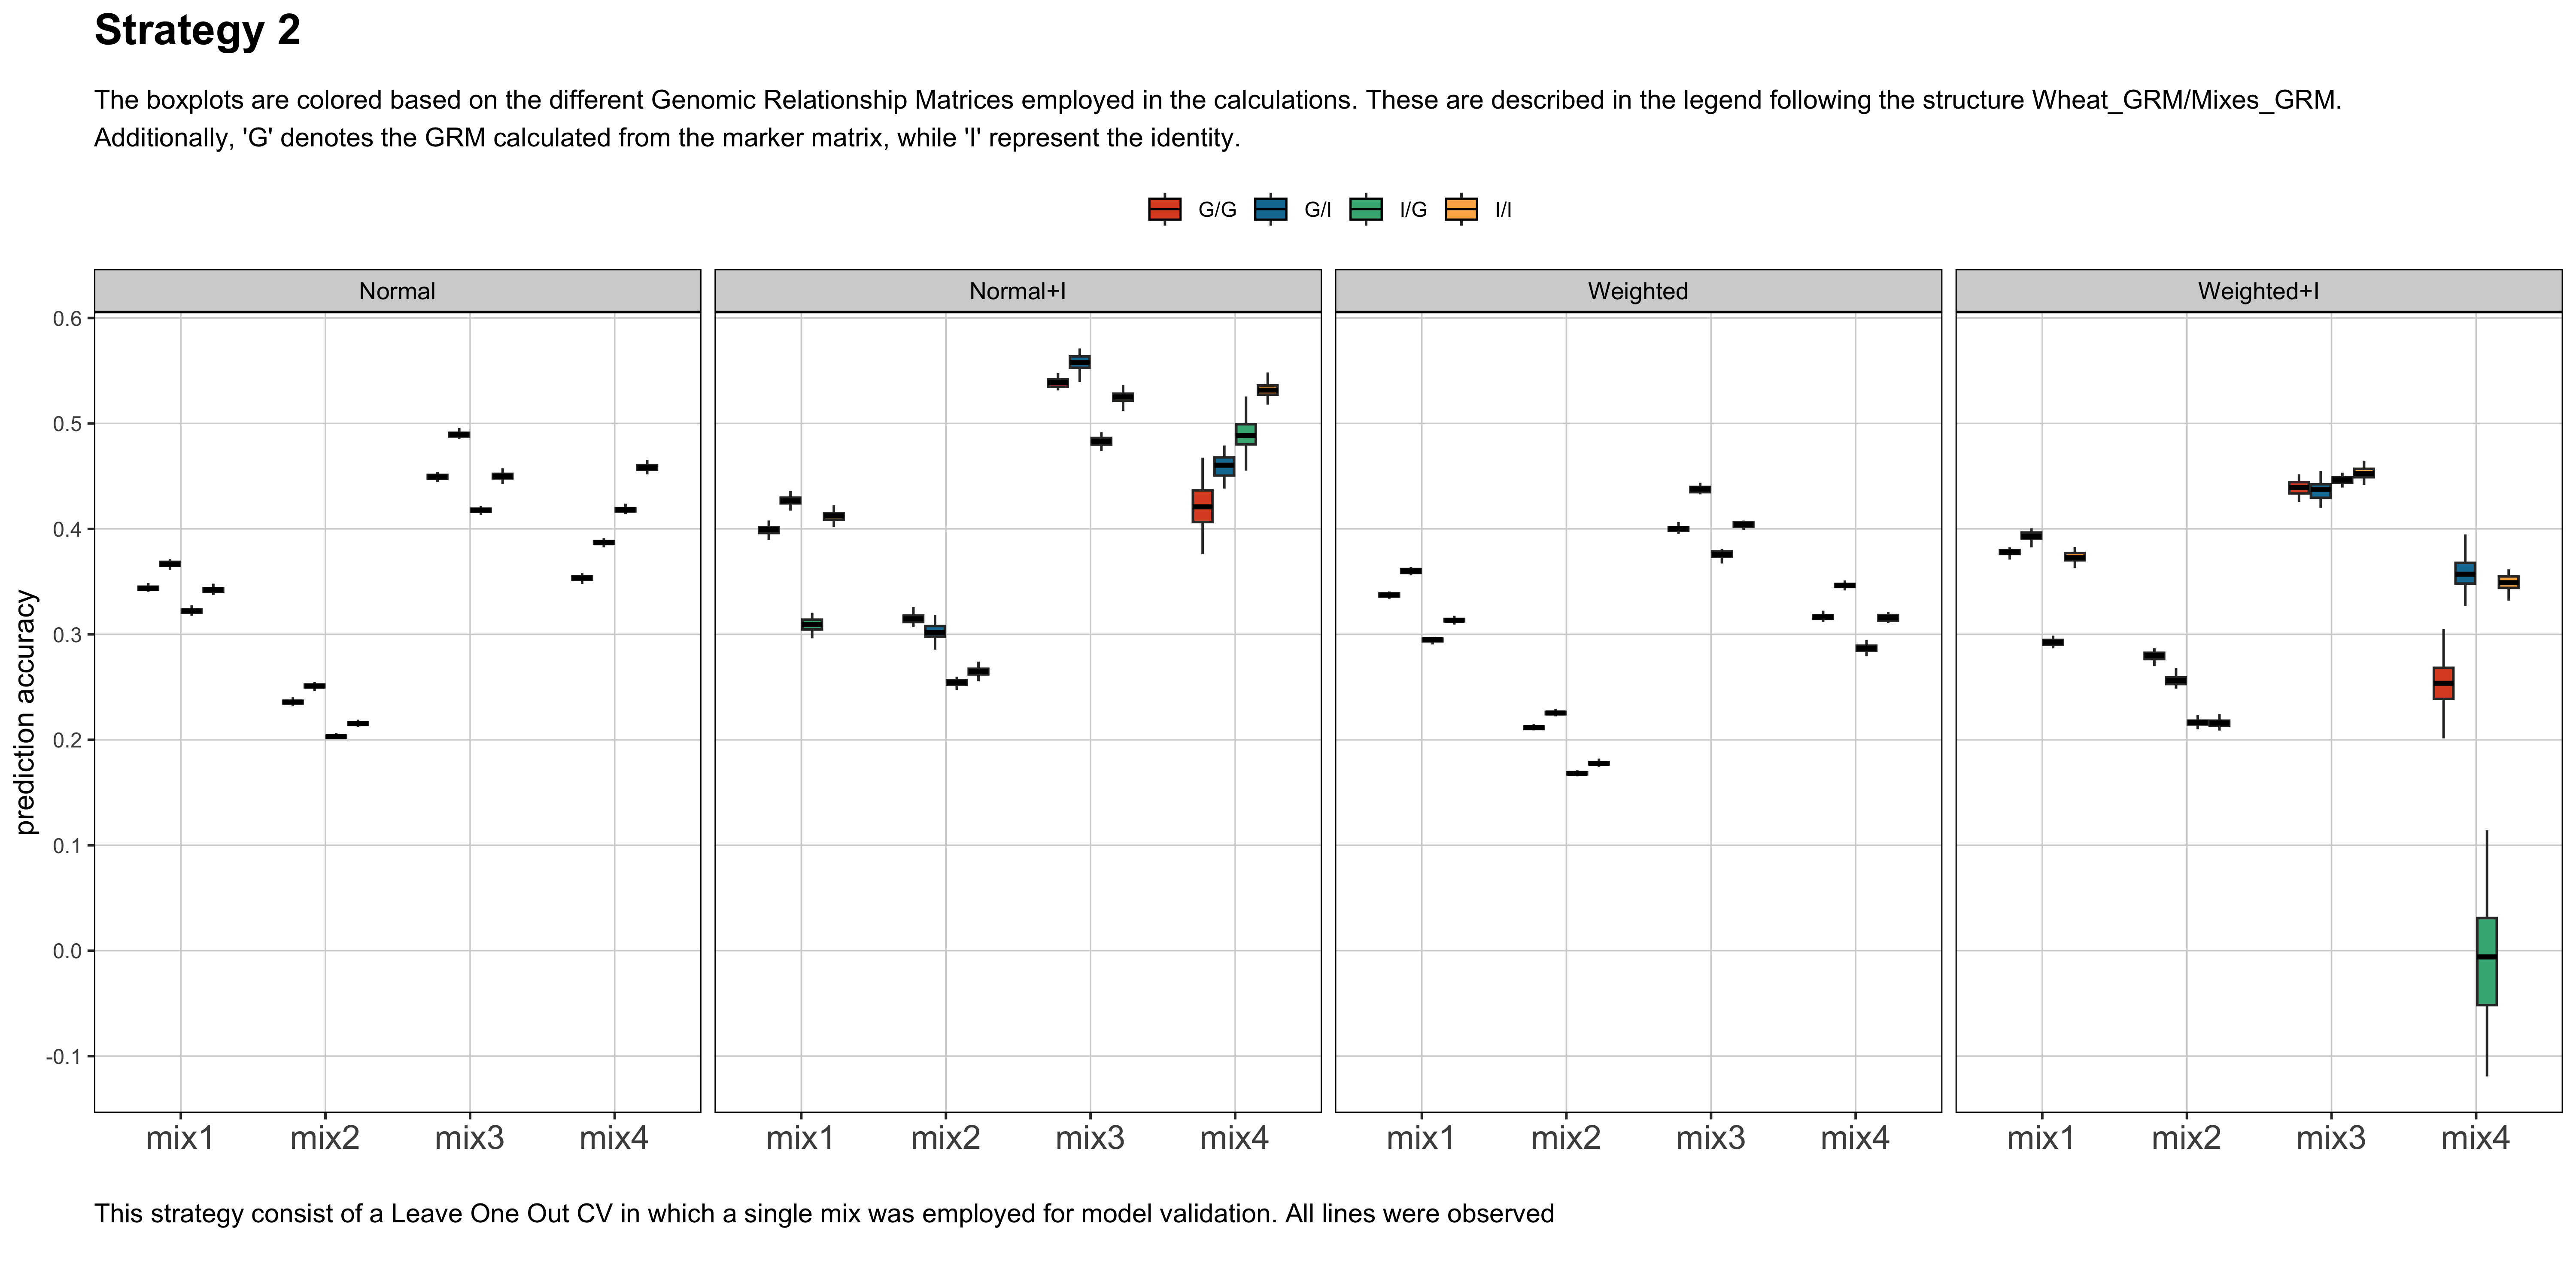 Strategy 2
The boxplots are colored based on the different Genomic Relationship Matrices employed in the calculations. These are described in the legend following the structure Wheat_GRM/Mixes_GRM.
Additionally, 'G' denotes the GRM calculated from the marker matrix, while 'I' represent the identity.
G/G G/I I/G I/I
Normal Normal+I Weighted Weighted+I
prediction accuracy
0.6
0.5
0.4
0.3
0.2
0.1
0.0
-0.1
mix1 mix2 mix3 mix4 mix1 mix2 mix3 mix4 mix1 mix2 mix3 mix4 mix1 mix2 mix3 mix4
This strategy consist of a Leave One Out CV in which a single mix was employed for model validation. All lines were observed